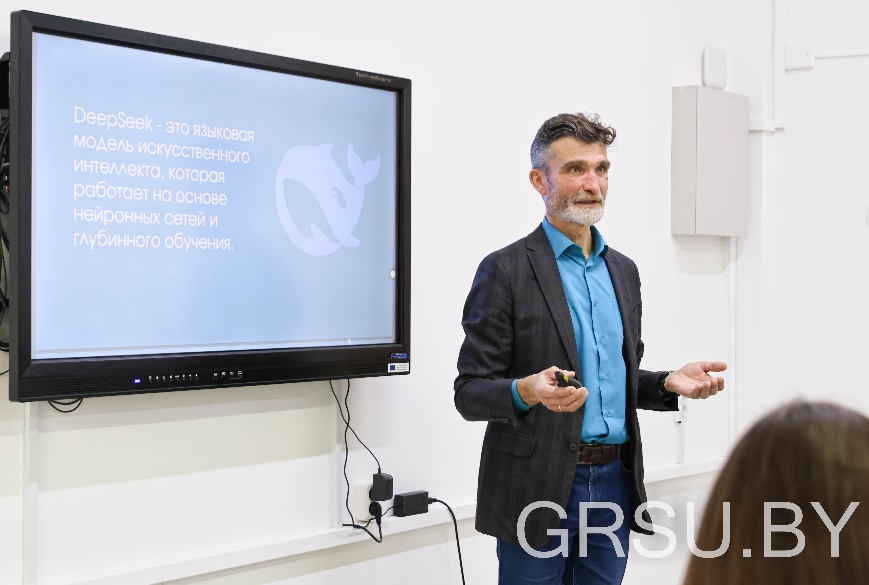 DeepSeek - это языковая
модель искусственного
интеллекта, которая
работает на основе
нейронных сетей и
глубинного обучения.
GRSU.BY